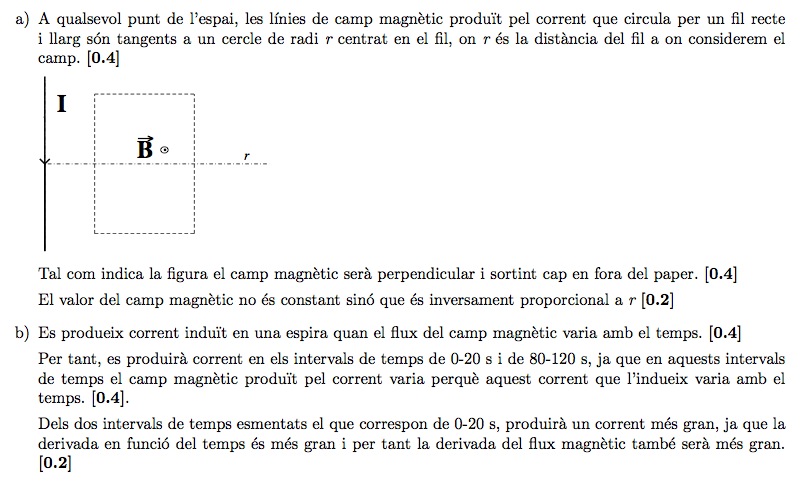 a) A qualsevol punt de l'espai, les línies de camp magnètic produït pel corrent que circula per un fil recte
i llarg són tangents a un cercle de radi r centrat en el fil, on r és la distància del fil a on considerem el
camp. [0.4]
I
B
r
Tal com indica la figura el camp magnètic serà perpendicular i sortint cap en fora del paper. [0.4]
El valor del camp magnètic no és constant sinó que és inversament proporcional a r [0.2]
b) Es produeix corrent induït en una espira quan el flux del camp magnètic varia amb el temps. [0.4]
Per tant, es produirà corrent en els intervals de temps de 0-20 s i de 80-120 s, ja que en aquests intervals
de temps el camp magnètic produït pel corrent varia perquè aquest corrent que l'indueix varia amb el
temps. [0.4].
Dels dos intervals de temps esmentats el que correspon de 0-20 s, produirà un corrent més gran, ja que la
derivada en funció del temps és més gran i per tant la derivada del flux magnètic també serà més gran.
[0.2]